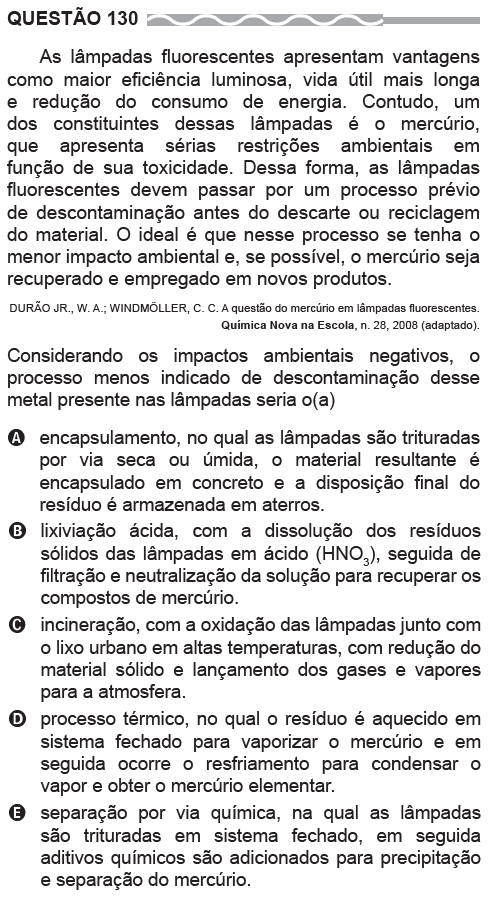 QUESTÃO 130
As lâmpadas fluorescentes apresentam vantagens
como maior eficiência luminosa, vida útil mais longa
e redução do consumo de energia. Contudo, um
dos constituintes dessas lâmpadas é o mercúrio,
que apresenta sérias restrições ambientais em
função de sua toxicidade. Dessa forma, as lâmpadas
fluorescentes devem passar por um processo prévio
de descontaminação antes do descarte ou reciclagem
do material. O ideal é que nesse processo se tenha o
menor impacto ambiental e, se possível, o mercúrio seja
recuperado e empregado em novos produtos.
DURÃO JR., W. A.; WINDMÖLLER, C. C. A questão do mercúrio em lâmpadas fluorescentes.
Química Nova na Escola, n. 28, 2008 (adaptado).
Considerando os impactos ambientais negativos, o
processo menos indicado de descontaminação desse
metal presente nas lâmpadas seria o(a)
A encapsulamento, no qual as lâmpadas são trituradas
por via seca ou úmida, o material resultante é
encapsulado em concreto e a disposição final do
resíduo é armazenada em aterros.
B lixiviação ácida, com a dissolução dos resíduos
sólidos das lâmpadas em ácido (HNO₃), seguida de
filtração e neutralização da solução para recuperar os
compostos de mercúrio.
C incineração, com a oxidação das lâmpadas junto com
o lixo urbano em altas temperaturas, com redução do
material sólido e lançamento dos gases e vapores
para a atmosfera.
D processo térmico, no qual o resíduo é aquecido em
sistema fechado para vaporizar o mercúrio e em
seguida ocorre o resfriamento para condensar o
vapor e obter o mercúrio elementar.
E separação por via química, na qual as lâmpadas
são trituradas em sistema fechado, em seguida
aditivos químicos são adicionados para precipitação
e separação do mercúrio.